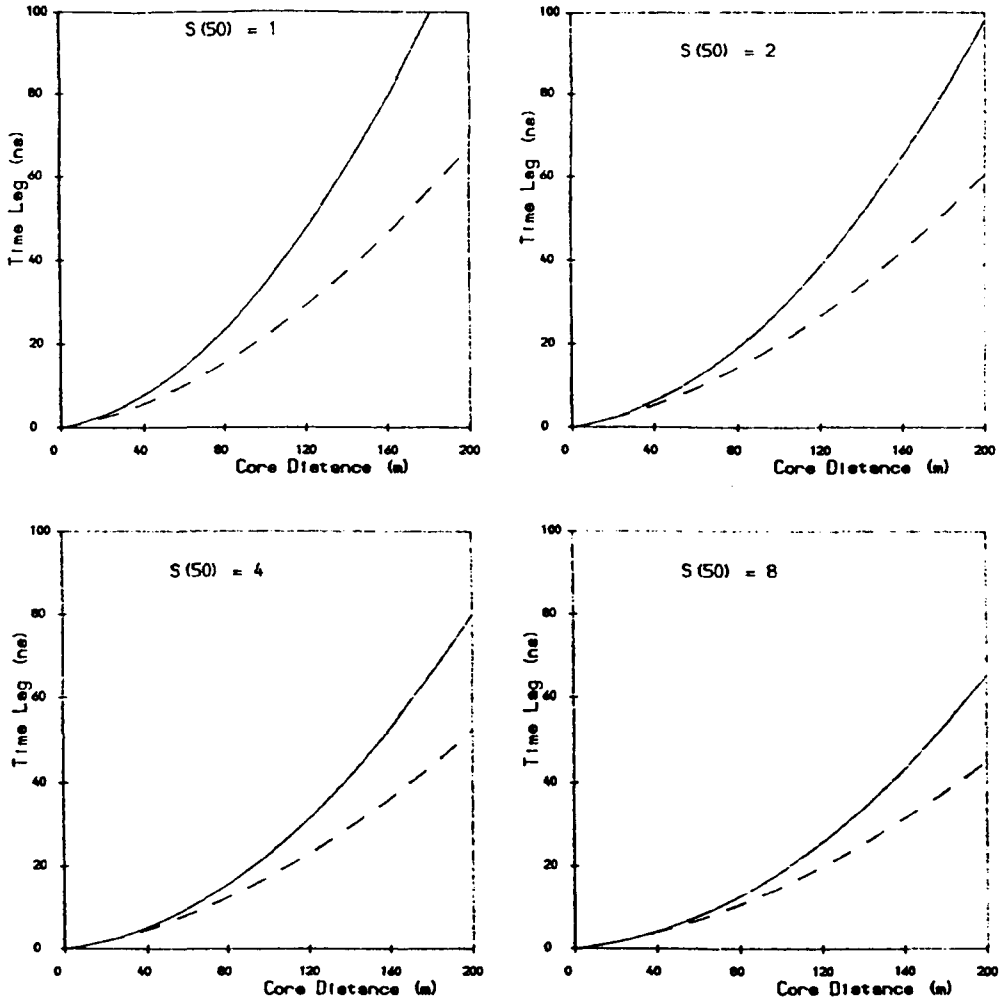 S(50) = 1
100
80
60
40
20
0
Time Lag (ns)
0 40 80 120 160 200
Core Distance (m)
S(50) = 2
100
80
60
40
20
0
Time Lag (ns)
0 40 80 120 140 200
Core Distance (m)
S(50) = 4
100
80
60
40
20
0
Time Lag (ns)
0 40 80 120 160 200
Core Distance (m)
S(50) = 8
100
80
60
40
20
0
Time Lag (ns)
0 40 80 120 160 200
Core Distance (m)